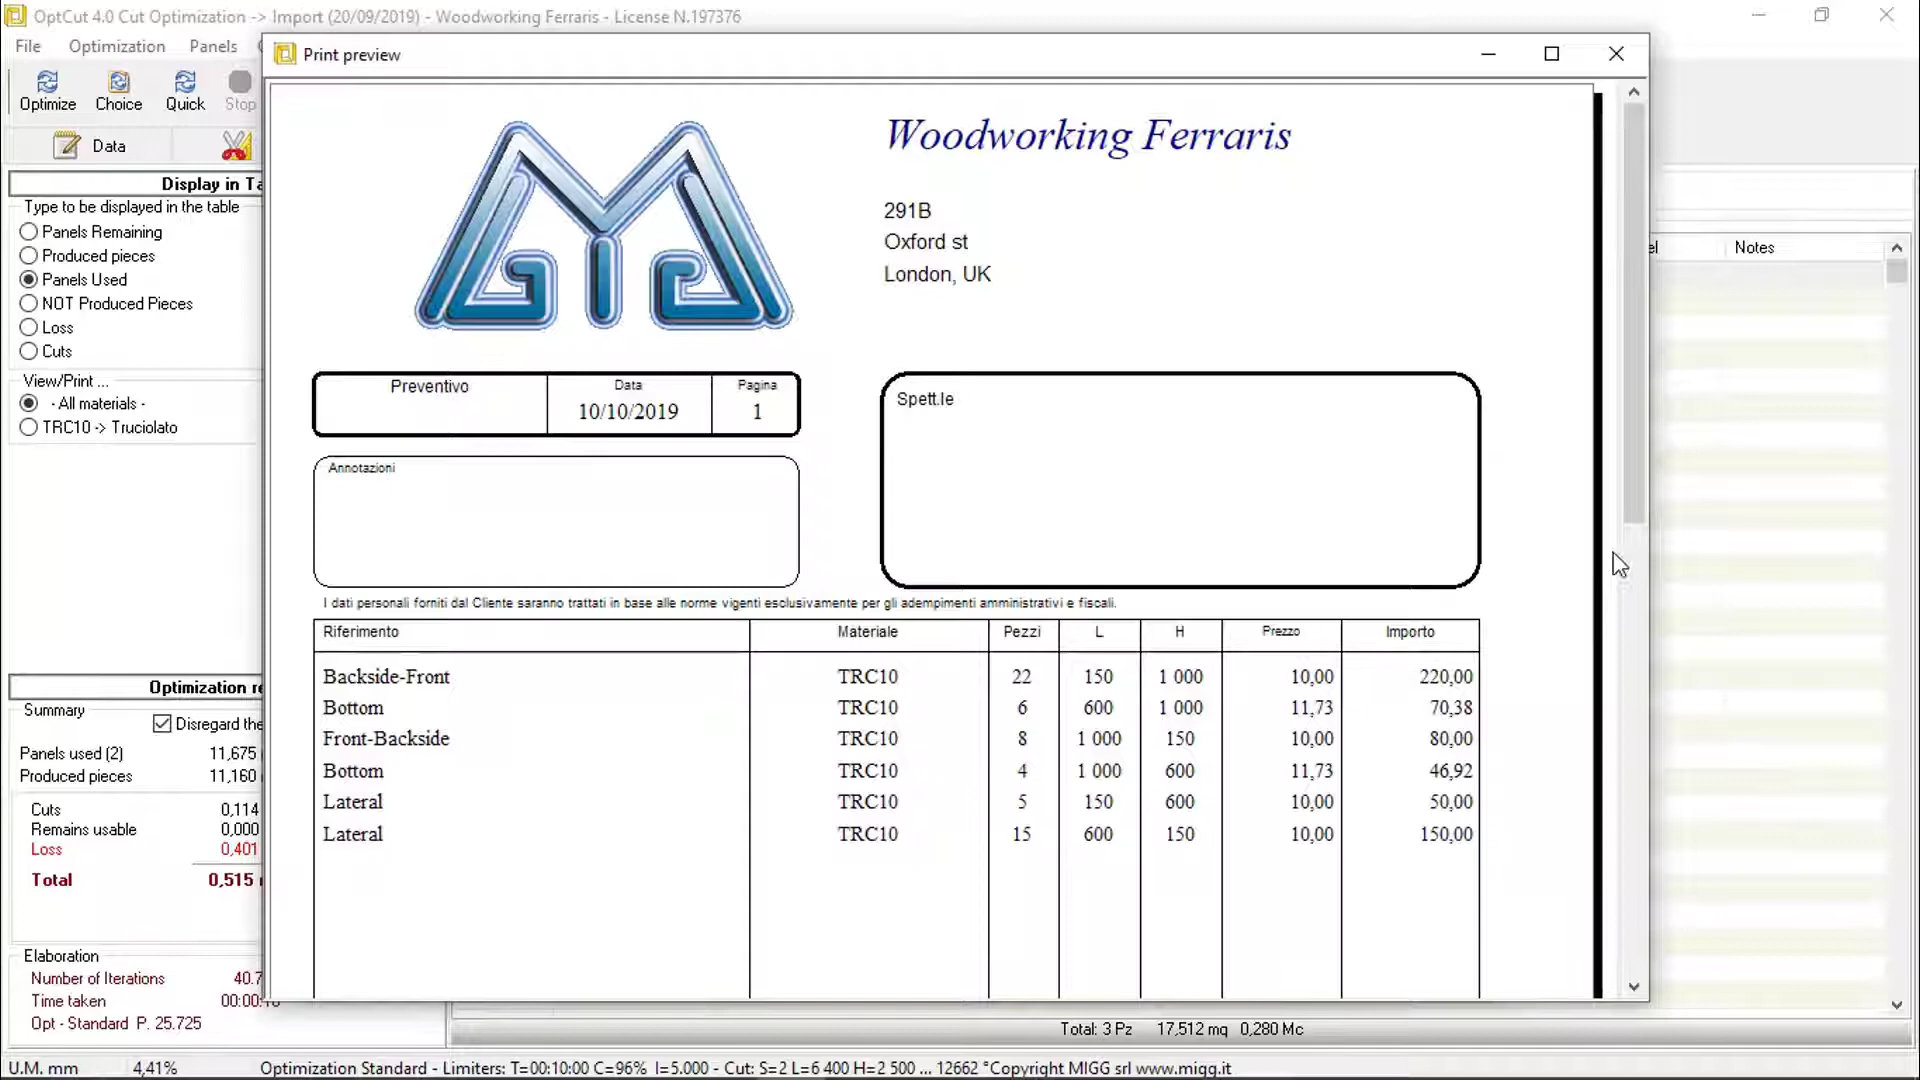 OptCut 4.0 Cut Optimization -> Import (20/09/2019) - Woodworking Ferraris - License N.197376
File Optimization Panels
Print preview
Optimize Choice Quick Stop
Data
Display in Ta
Type to be displayed in the table
Panels Remaining
Produced pieces
Panels Used
NOT Produced Pieces
Loss
Cuts
View/Print ...
- All materials -
TRC10 -> Truciolato
Optimization re
Summary
Disregard the
Panels used (2) 11,675
Produced pieces 11,160
Cuts 0,114
Remains usable 0,000
Loss 0,401
Total 0,515
Elaboration
Number of Iterations 40.7
Time taken 00:00:
Opt - Standard P. 25.725
Woodworking Ferraris
291B
Oxford st
London, UK
Preventivo Data Pagina
10/10/2019 1
Spett.le
Annotazioni
I dati personali forniti dal Cliente saranno trattati in base alle norme vigenti esclusivamente per gli adempimenti amministrativi e fiscali.
Riferimento Materiale Pezzi L H Prezzo Importo
Backside-Front TRC10 22 150 1 000 10,00 220,00
Bottom TRC10 6 600 1 000 11,73 70,38
Front-Backside TRC10 8 1 000 150 10,00 80,00
Bottom TRC10 4 1 000 600 11,73 46,92
Lateral TRC10 5 150 600 10,00 50,00
Lateral TRC10 15 600 150 10,00 150,00
el Notes
Total: 3 Pz 17,512 mq 0,280 Mc
U.M. mm 4,41% Optimization Standard - Limiters: T=00:10:00 C=96% I=5.000 - Cut: S=2 L=6 400 H=2 500 ... 12662 °Copyright MIGG srl www.migg.it